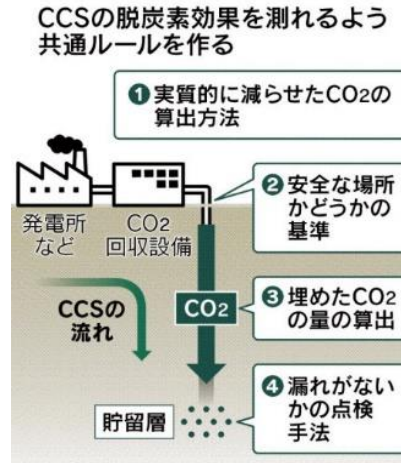 CCSの脱炭素効果を測れるよう
共通ルールを作る
❶実質的に減らせたCO2の
算出方法
発電所
など
CO2
回収設備
❷安全な場所
かどうかの
基準
CCSの
流れ
CO2
❸埋めたCO2
の量の算出
❹漏れがない
かの点検
手法
貯留層